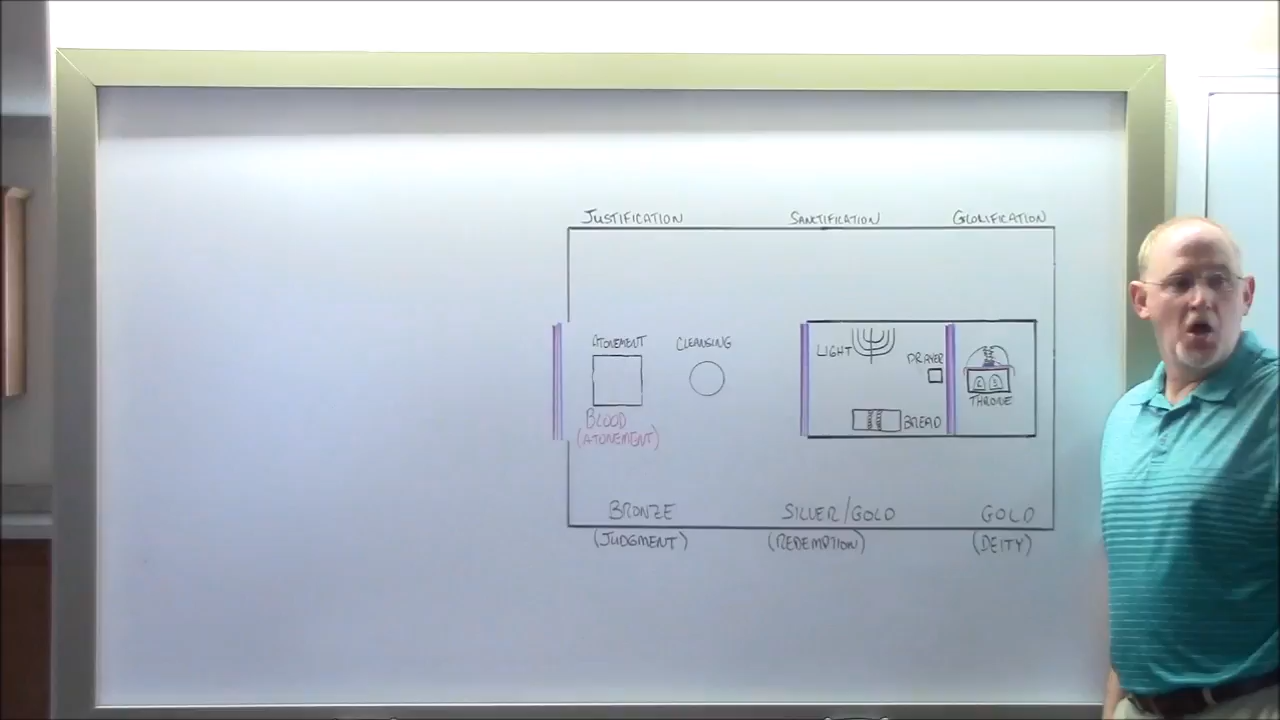 JUSTIFICATION
SANCTIFICATION
GLORIFICATION
ATONEMENT
CLEANSING
LIGHT
PRAYER
THRONE
BREAD
BLOOD
(ATONEMENT)
BRONZE
SILVER/GOLD
GOLD
(JUDGMENT)
(REDEMPTION)
(DEITY)